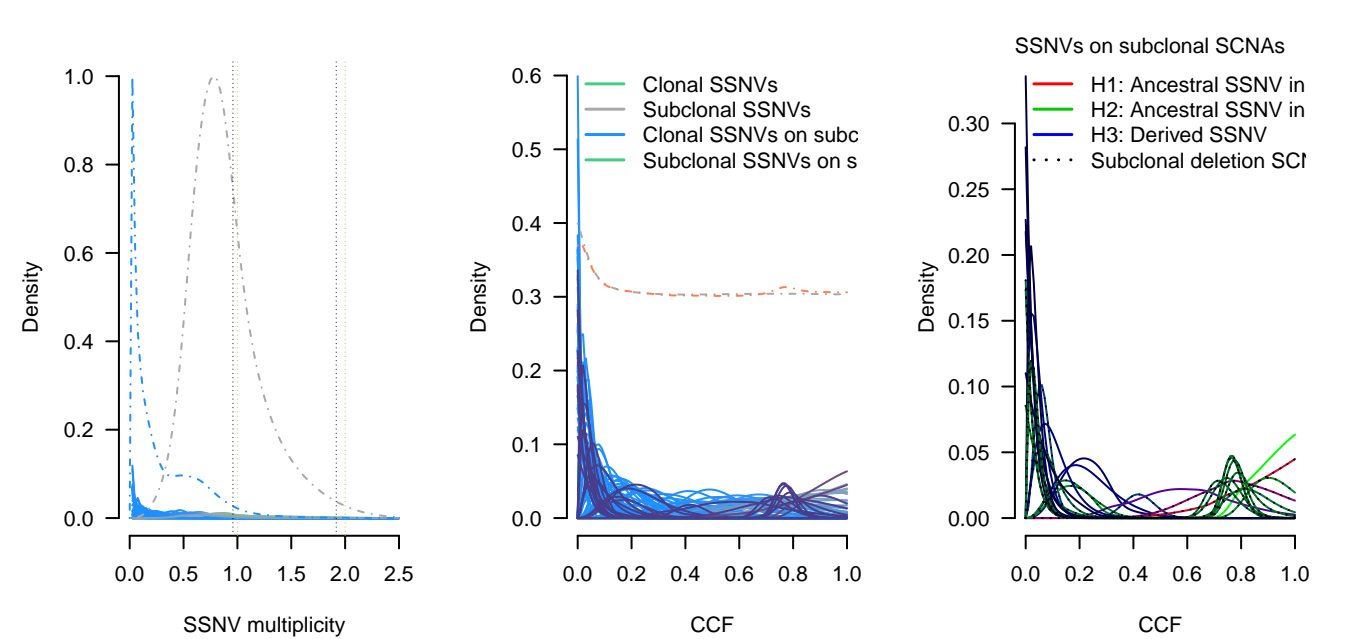 1.0
0.8
0.6
0.4
0.2
0.0
Density
0.0 0.5 1.0 1.5 2.0 2.5
SSNV multiplicity
0.6
0.5
0.4
0.3
0.2
0.1
0.0
Density
Clonal SSNVs
Subclonal SSNVs
Clonal SSNVs on subc
Subclonal SSNVs on s
0.0 0.2 0.4 0.6 0.8 1.0
CCF
SSNVs on subclonal SCNAs
H1: Ancestral SSNV in
H2: Ancestral SSNV in
H3: Derived SSNV
Subclonal deletion SCN
0.30
0.25
0.20
0.15
0.10
0.05
0.00
Density
0.0 0.2 0.4 0.6 0.8 1.0
CCF